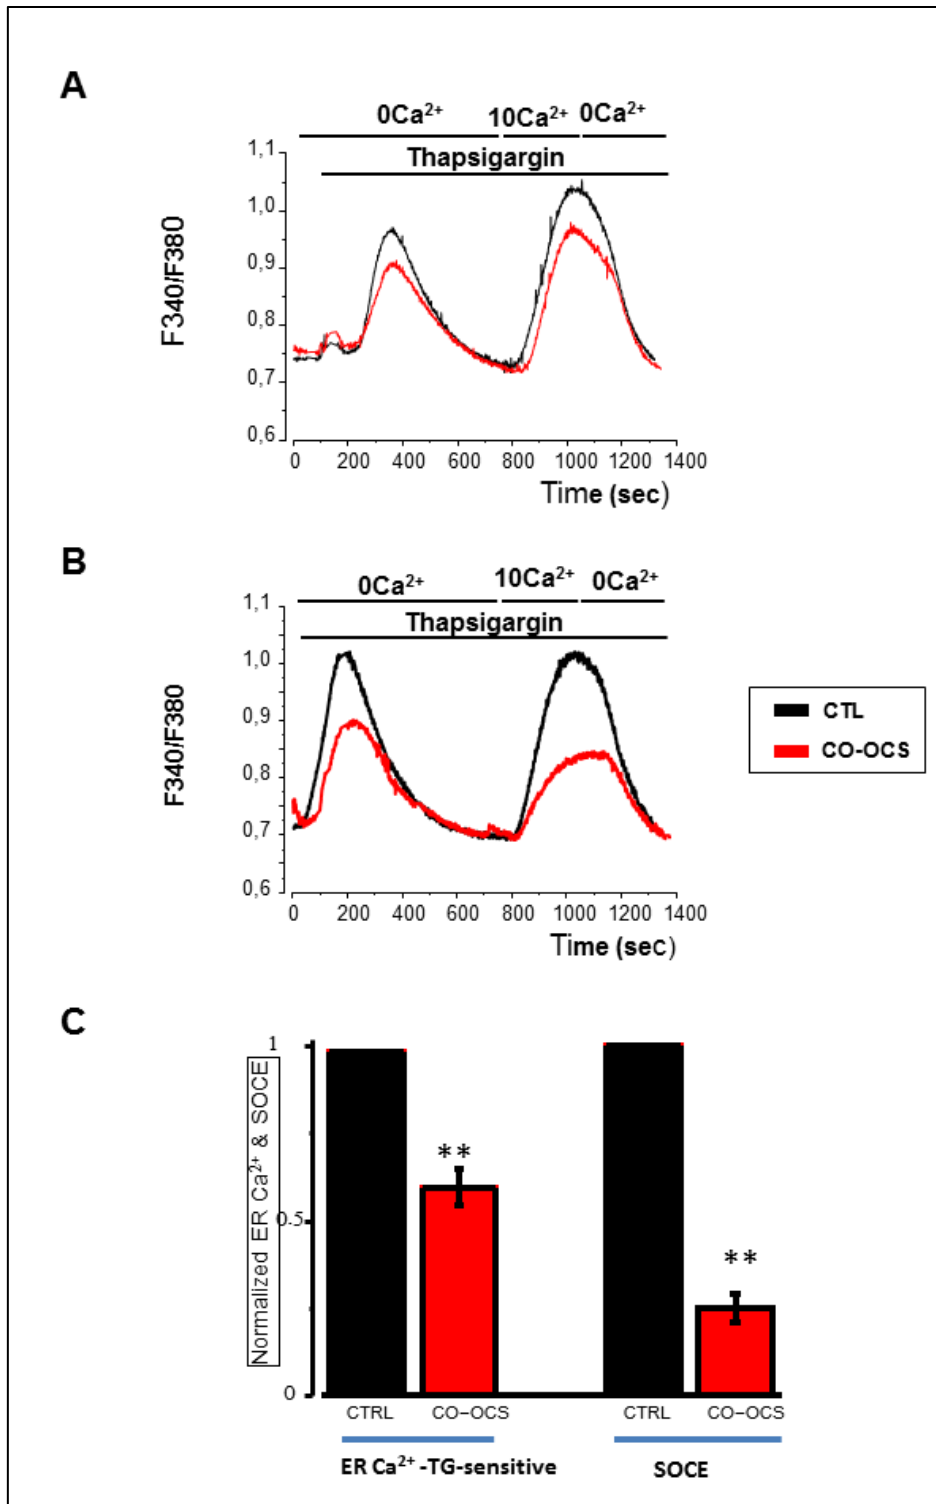 A
0Ca²⁺ 10Ca²⁺ 0Ca²⁺
Thapsigargin
1,1
1,0
0,9
0,8
0,7
0,6
F340/F380
0 200 400 600 800 1000 1200 1400
Time (sec)
B
0Ca²⁺ 10Ca²⁺ 0Ca²⁺
Thapsigargin
1,1
1,0
0,9
0,8
0,7
0,6
F340/F380
0 200 400 600 800 1000 1200 1400
Time (sec)
CTL
CO-OCS
C
Normalized ER Ca²⁺ & SOCE
1
0.5
0
**
**
CTRL CO−OCS CTRL CO−OCS
ER Ca²⁺ -TG-sensitive SOCE